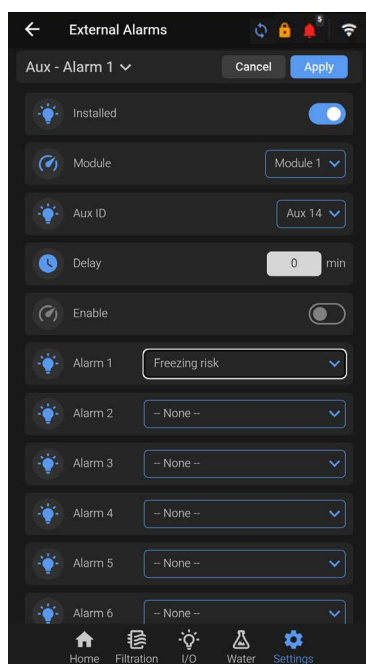 External Alarms
5
Aux - Alarm 1
Cancel
Apply
Installed
Module
Module 1
Aux ID
Aux 14
Delay
0 min
Enable
Alarm 1
Freezing risk
Alarm 2
-- None --
Alarm 3
-- None --
Alarm 4
-- None --
Alarm 5
-- None --
Alarm 6
-- None --
Home Filtration I/O Water Settings